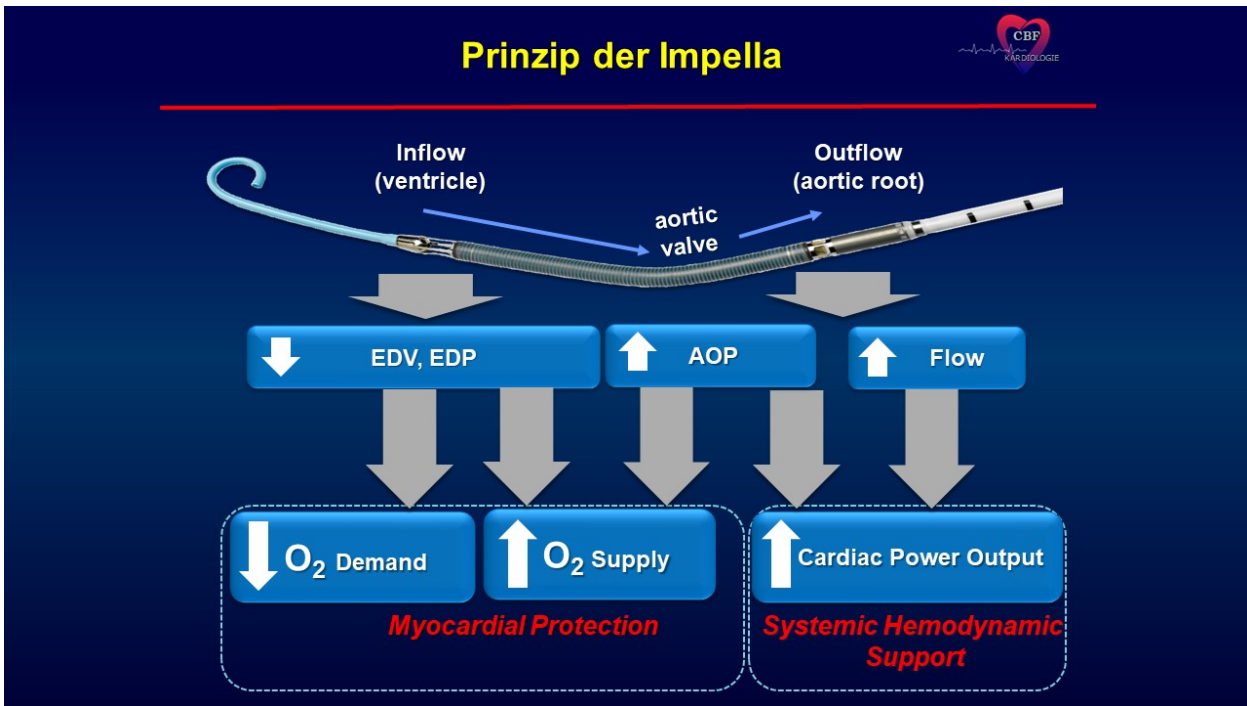 Prinzip der Impella
CBF
KARDIOLOGIE
Inflow
(ventricle)
Outflow
(aortic root)
aortic
valve
EDV, EDP
AOP
Flow
O₂ Demand
O₂ Supply
Cardiac Power Output
Myocardial Protection
Systemic Hemodynamic
Support